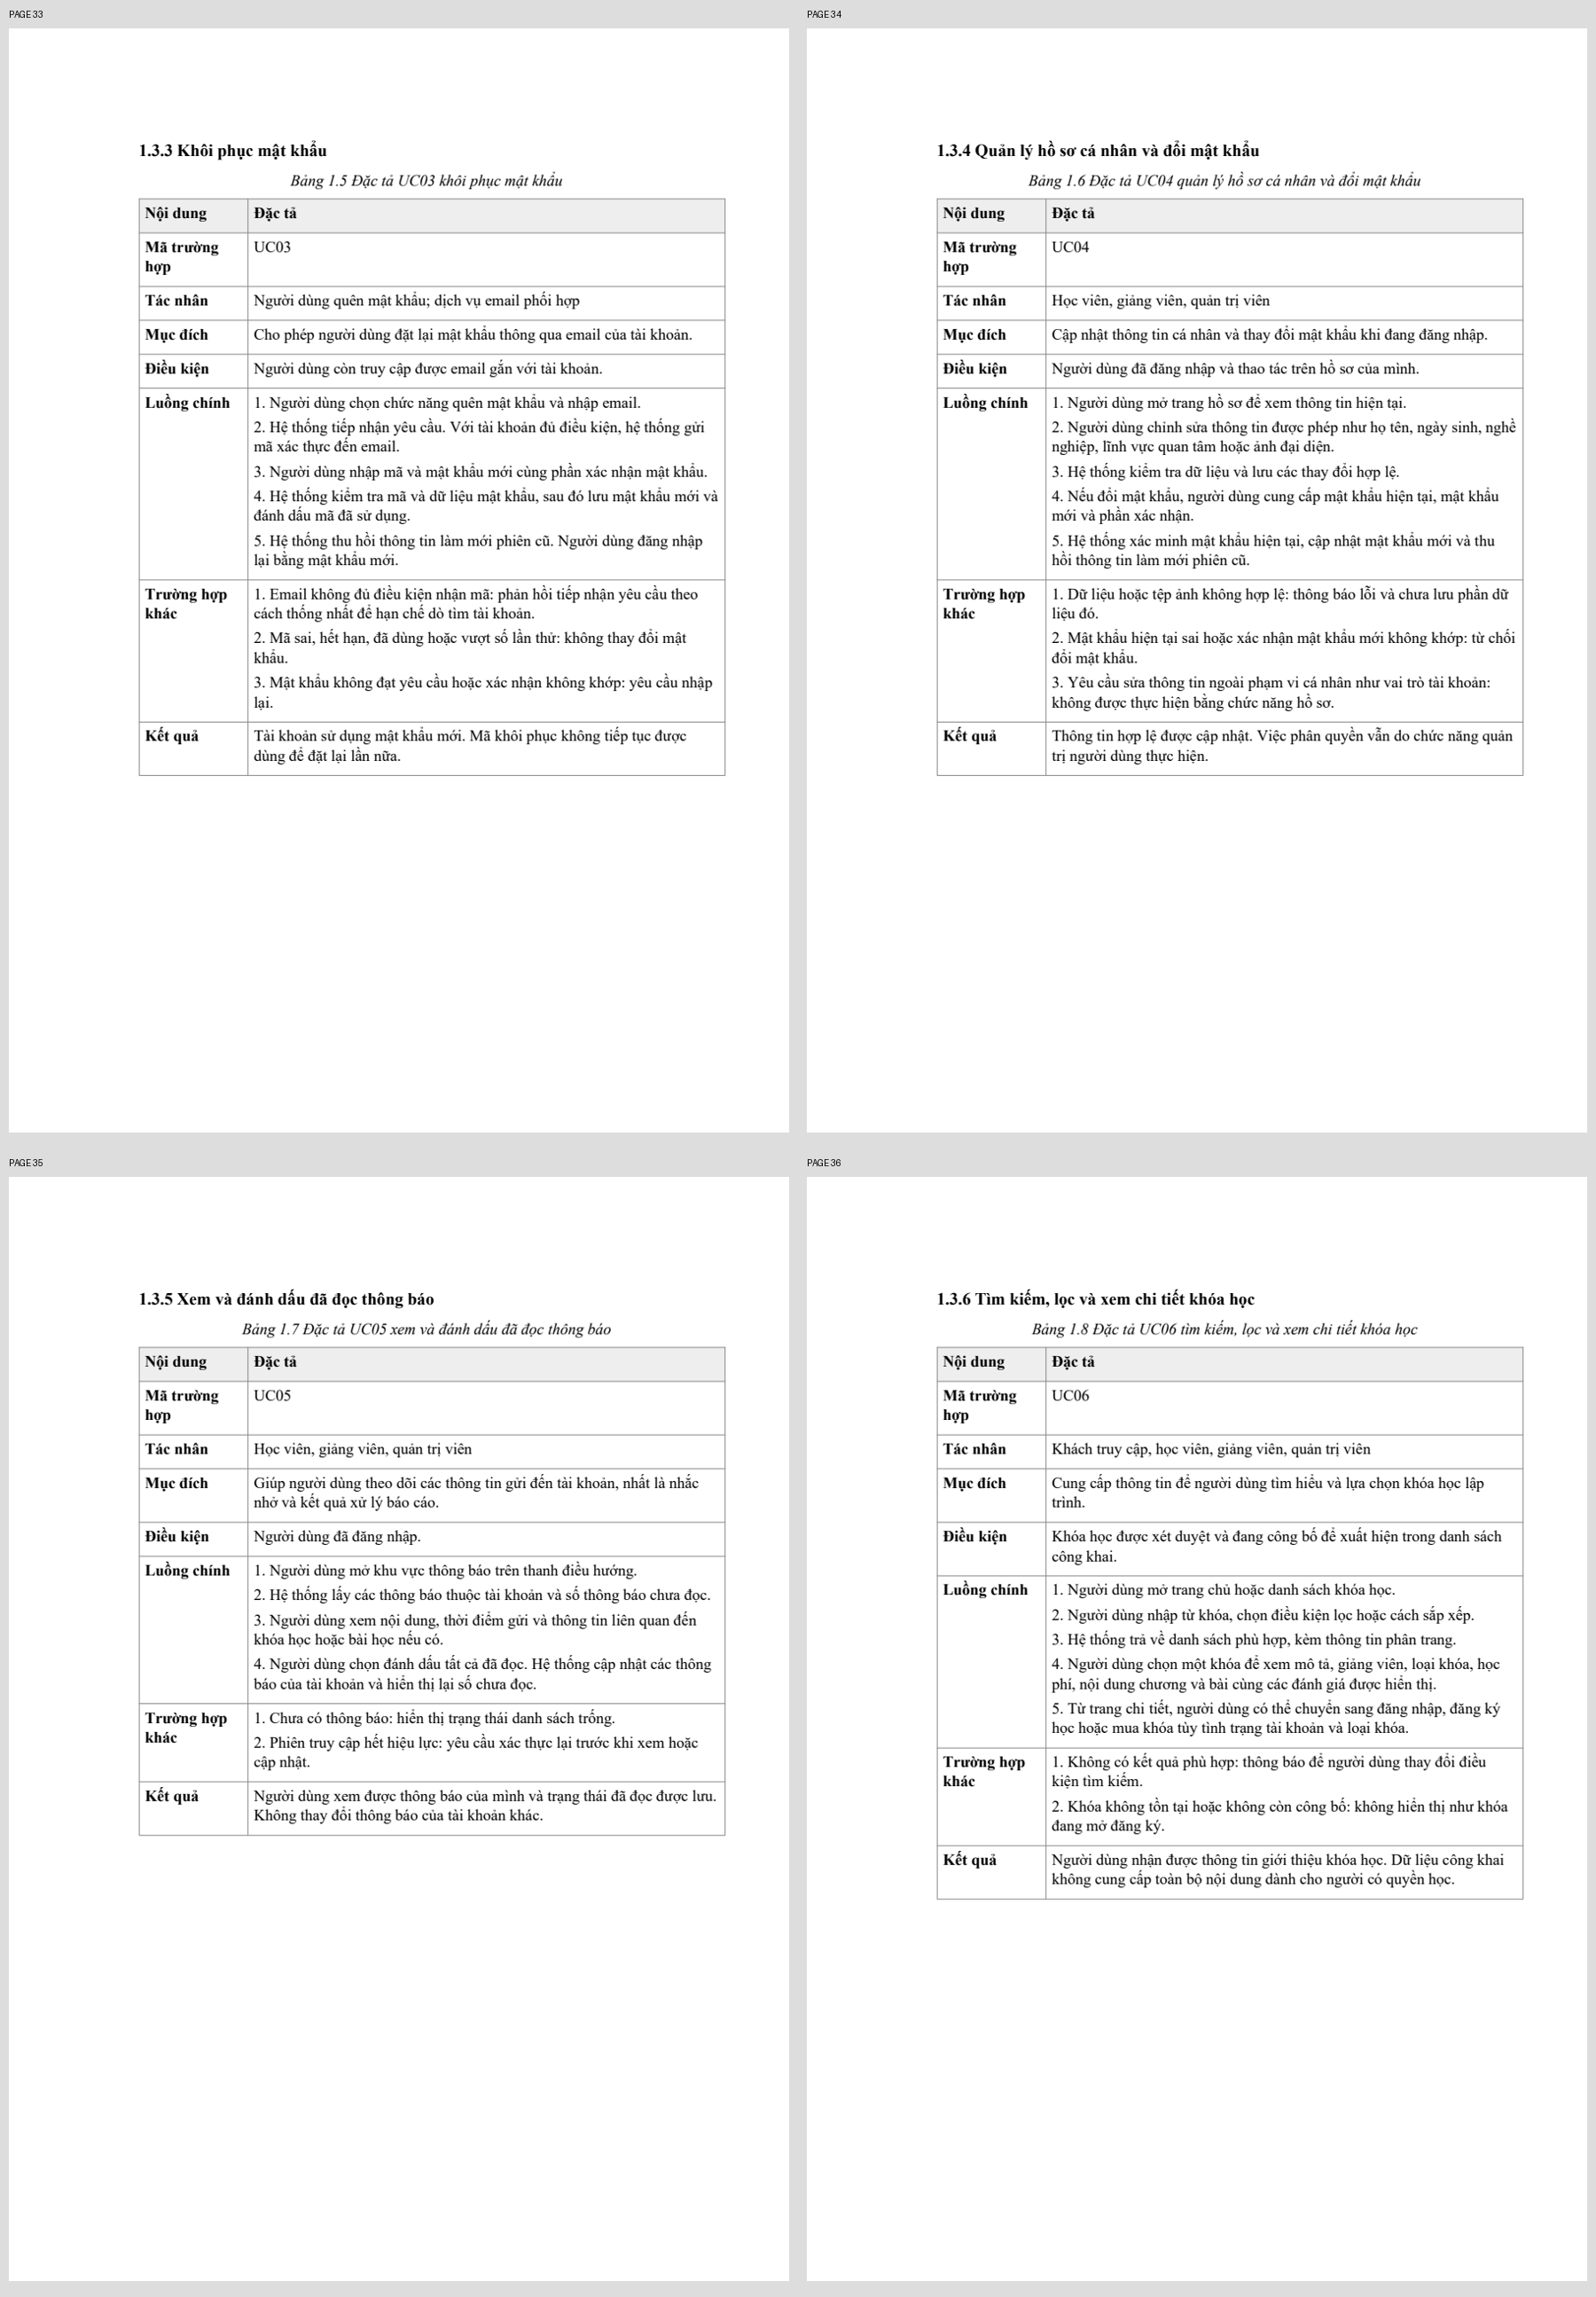 PAGE 33
1.3.3 Khôi phục mật khẩu
Bảng 1.5 Đặc tả UC03 khôi phục mật khẩu
Nội dung Đặc tả
Mã trường UC03
hợp
Tác nhân Người dùng quên mật khẩu; dịch vụ email phối hợp
Mục đích Cho phép người dùng đặt lại mật khẩu thông qua email của tài khoản.
Điều kiện Người dùng còn truy cập được email gắn với tài khoản.
Luồng chính 1. Người dùng chọn chức năng quên mật khẩu và nhập email.
2. Hệ thống tiếp nhận yêu cầu. Với tài khoản đủ điều kiện, hệ thống gửi
mã xác thực đến email.
3. Người dùng nhập mã và mật khẩu mới cùng phần xác nhận mật khẩu.
4. Hệ thống kiểm tra mã và dữ liệu mật khẩu, sau đó lưu mật khẩu mới và
đánh dấu mã đã sử dụng.
5. Hệ thống thu hồi thông tin làm mới phiên cũ. Người dùng đăng nhập
lại bằng mật khẩu mới.
Trường hợp 1. Email không đủ điều kiện nhận mã: phản hồi tiếp nhận yêu cầu theo
khác cách thống nhất để hạn chế dò tìm tài khoản.
2. Mã sai, hết hạn, đã dùng hoặc vượt số lần thử: không thay đổi mật
khẩu.
3. Mật khẩu không đạt yêu cầu hoặc xác nhận không khớp: yêu cầu nhập
lại.
Kết quả Tài khoản sử dụng mật khẩu mới. Mã khôi phục không tiếp tục được
dùng để đặt lại lần nữa.
PAGE 34
1.3.4 Quản lý hồ sơ cá nhân và đổi mật khẩu
Bảng 1.6 Đặc tả UC04 quản lý hồ sơ cá nhân và đổi mật khẩu
Nội dung Đặc tả
Mã trường UC04
hợp
Tác nhân Học viên, giảng viên, quản trị viên
Mục đích Cập nhật thông tin cá nhân và thay đổi mật khẩu khi đang đăng nhập.
Điều kiện Người dùng đã đăng nhập và thao tác trên hồ sơ của mình.
Luồng chính 1. Người dùng mở trang hồ sơ để xem thông tin hiện tại.
2. Người dùng chỉnh sửa thông tin được phép như họ tên, ngày sinh, nghề
nghiệp, lĩnh vực quan tâm hoặc ảnh đại diện.
3. Hệ thống kiểm tra dữ liệu và lưu các thay đổi hợp lệ.
4. Nếu đổi mật khẩu, người dùng cung cấp mật khẩu hiện tại, mật khẩu
mới và phần xác nhận.
5. Hệ thống xác minh mật khẩu hiện tại, cập nhật mật khẩu mới và thu
hồi thông tin làm mới phiên cũ.
Trường hợp 1. Dữ liệu hoặc tệp ảnh không hợp lệ: thông báo lỗi và chưa lưu phần dữ
khác liệu đó.
2. Mật khẩu hiện tại sai hoặc xác nhận mật khẩu mới không khớp: từ chối
đổi mật khẩu.
3. Yêu cầu sửa thông tin ngoài phạm vi cá nhân như vai trò tài khoản:
không được thực hiện bằng chức năng hồ sơ.
Kết quả Thông tin hợp lệ được cập nhật. Việc phân quyền vẫn do chức năng quản
trị người dùng thực hiện.
PAGE 35
1.3.5 Xem và đánh dấu đã đọc thông báo
Bảng 1.7 Đặc tả UC05 xem và đánh dấu đã đọc thông báo
Nội dung Đặc tả
Mã trường UC05
hợp
Tác nhân Học viên, giảng viên, quản trị viên
Mục đích Giúp người dùng theo dõi các thông tin gửi đến tài khoản, nhất là nhắc
nhở và kết quả xử lý báo cáo.
Điều kiện Người dùng đã đăng nhập.
Luồng chính 1. Người dùng mở khu vực thông báo trên thanh điều hướng.
2. Hệ thống lấy các thông báo thuộc tài khoản và số thông báo chưa đọc.
3. Người dùng xem nội dung, thời điểm gửi và thông tin liên quan đến
khóa học hoặc bài học nếu có.
4. Người dùng chọn đánh dấu tất cả đã đọc. Hệ thống cập nhật các thông
báo của tài khoản và hiển thị lại số chưa đọc.
Trường hợp 1. Chưa có thông báo: hiển thị trạng thái danh sách trống.
khác
2. Phiên truy cập hết hiệu lực: yêu cầu xác thực lại trước khi xem hoặc
cập nhật.
Kết quả Người dùng xem được thông báo của mình và trạng thái đã đọc được lưu.
Không thay đổi thông báo của tài khoản khác.
PAGE 36
1.3.6 Tìm kiếm, lọc và xem chi tiết khóa học
Bảng 1.8 Đặc tả UC06 tìm kiếm, lọc và xem chi tiết khóa học
Nội dung Đặc tả
Mã trường UC06
hợp
Tác nhân Khách truy cập, học viên, giảng viên, quản trị viên
Mục đích Cung cấp thông tin để người dùng tìm hiểu và lựa chọn khóa học lập
trình.
Điều kiện Khóa học được xét duyệt và đang công bố để xuất hiện trong danh sách
công khai.
Luồng chính 1. Người dùng mở trang chủ hoặc danh sách khóa học.
2. Người dùng nhập từ khóa, chọn điều kiện lọc hoặc cách sắp xếp.
3. Hệ thống trả về danh sách phù hợp, kèm thông tin phân trang.
4. Người dùng chọn một khóa để xem mô tả, giảng viên, loại khóa, học
phí, nội dung chương và bài cùng các đánh giá được hiển thị.
5. Từ trang chi tiết, người dùng có thể chuyển sang đăng nhập, đăng ký
học hoặc mua khóa tùy tình trạng tài khoản và loại khóa.
Trường hợp 1. Không có kết quả phù hợp: thông báo để người dùng thay đổi điều
khác kiện tìm kiếm.
2. Khóa không tồn tại hoặc không còn công bố: không hiển thị như khóa
đang mở đăng ký.
Kết quả Người dùng nhận được thông tin giới thiệu khóa học. Dữ liệu công khai
không cung cấp toàn bộ nội dung dành cho người có quyền học.